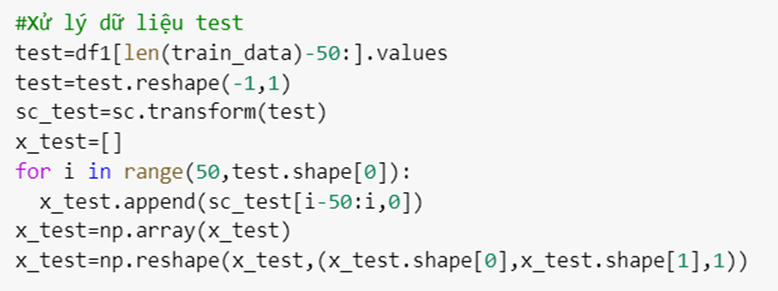 #Xử lý dữ liệu test
test=df1[len(train_data)-50:].values
test=test.reshape(-1,1)
sc_test=sc.transform(test)
x_test=[]
for i in range(50,test.shape[0]):
  x_test.append(sc_test[i-50:i,0])
x_test=np.array(x_test)
x_test=np.reshape(x_test,(x_test.shape[0],x_test.shape[1],1))